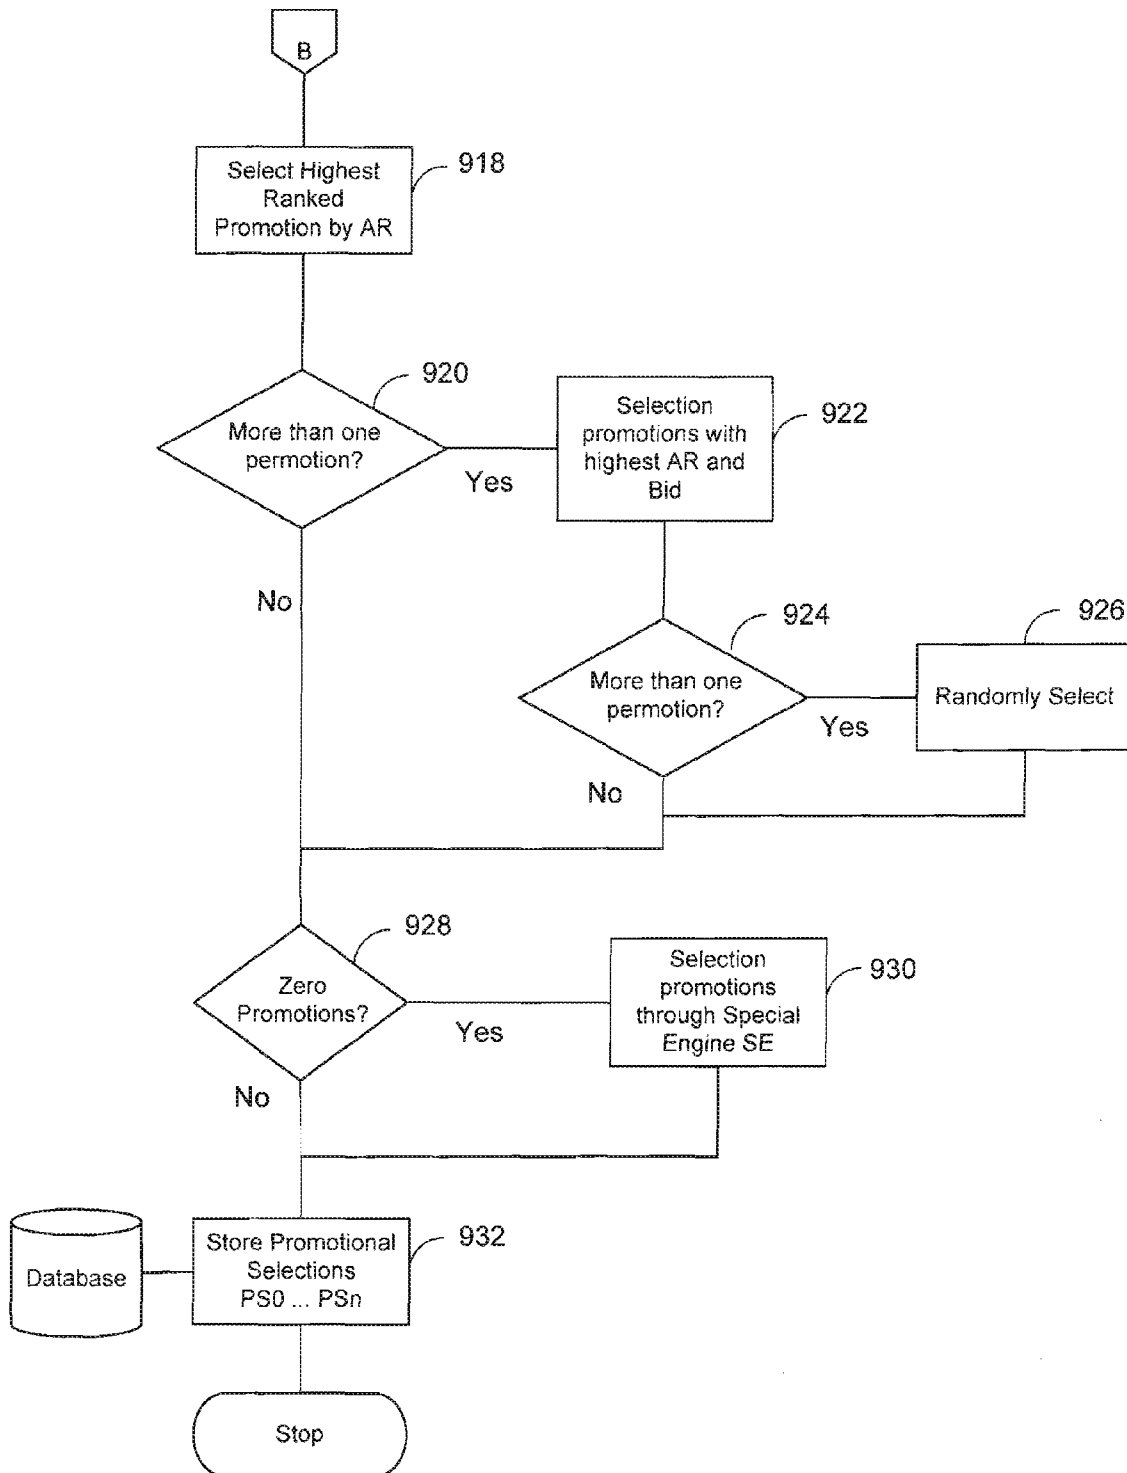 B
Select Highest
Ranked
Promotion by AR
918
920
More than one
permotion?
Yes
No
Selection
promotions with
highest AR and
Bid
922
924
More than one
permotion?
Yes
No
926
Randomly Select
928
Zero
Promotions?
Yes
No
Selection
promotions
through Special
Engine SE
930
Database
Store Promotional
Selections
PS0 ... PSn
932
Stop